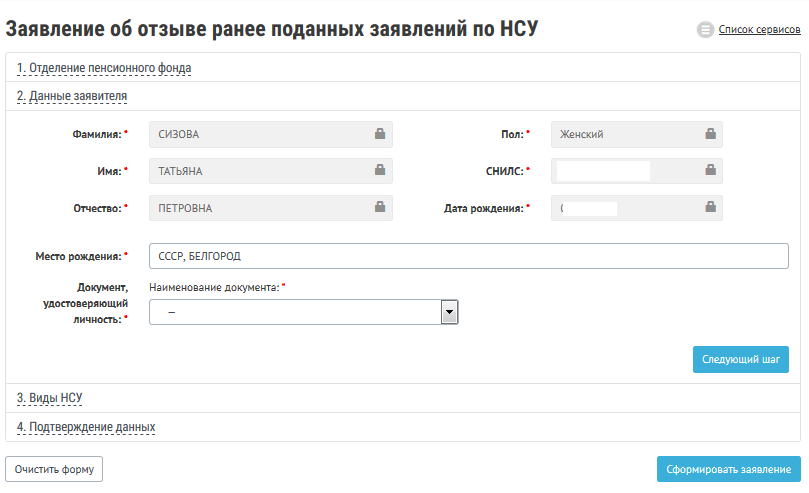 Заявление об отзыве ранее поданных заявлений по НСУ
Список сервисов
1. Отделение пенсионного фонда
2. Данные заявителя
Фамилия: * СИЗОВА Пол: * Женский
Имя: * ТАТЬЯНА СНИЛС: *
Отчество: * ПЕТРОВНА Дата рождения: *
Место рождения: * СССР, БЕЛГОРОД
Документ, удостоверяющий личность: *
Наименование документа: *
—
Следующий шаг
3. Виды НСУ
4. Подтверждение данных
Очистить форму Сформировать заявление